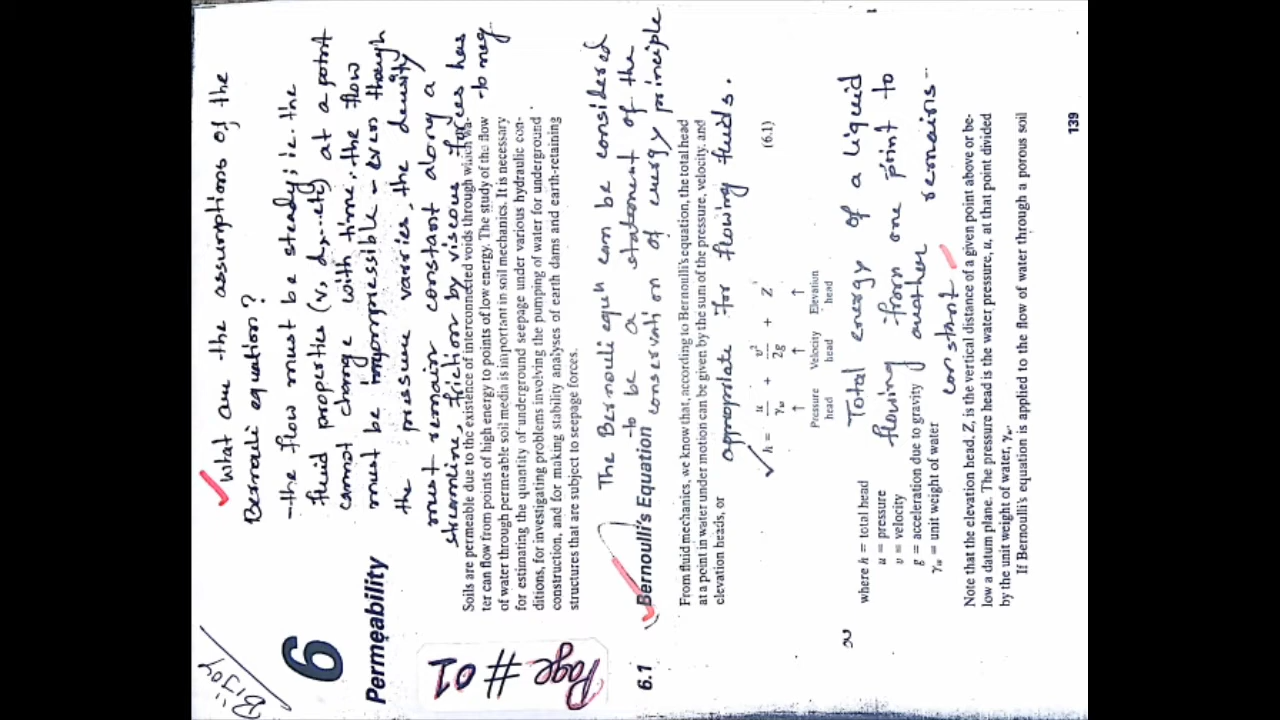 Bijoy
What are the assumptions of the
Bernouli equation?
- the flow must be steady; i.e. the
fluid properties (v, at a point
cannot change with time. the flow
must be incompressible - even though
the pressure varries, the density
must remain constant along a
streamline, friction by viscous forces has
to neg
6
Permeability
Soils are permeable due to the existence of interconnected voids through which wa-
ter can flow from points of high energy to points of low energy. The study of the flow
of water through permeable soil media is important in soil mechanics. It is necessary
for estimating the quantity of underground seepage under various hydraulic con-
ditions, for investigating problems involving the pumping of water for underground
construction, and for making stability analyses of earth dams and earth-retaining
structures that are subject to seepage forces.
Page # 01
The Bernouli equn can be considered
to be a statement of the
conservation of energy principle
appropriate for flowing fluids.
6.1 Bernoulli's Equation
From fluid mechanics, we know that, according to Bernoulli's equation, the total head
at a point in water under motion can be given by the sum of the pressure, velocity, and
elevation heads, or
h = u/γw + v²/2g + Z (6.1)
↑ ↑ ↑
Pressure Velocity Elevation
head head head
Total energy of a liquid
flowing from one point to
another remains
constant
where h = total head
u = pressure
v = velocity
g = acceleration due to gravity
γw = unit weight of water
Note that the elevation head, Z, is the vertical distance of a given point above or be-
low a datum plane. The pressure head is the water pressure, u, at that point divided
by the unit weight of water, γw.
If Bernoulli's equation is applied to the flow of water through a porous soil
139